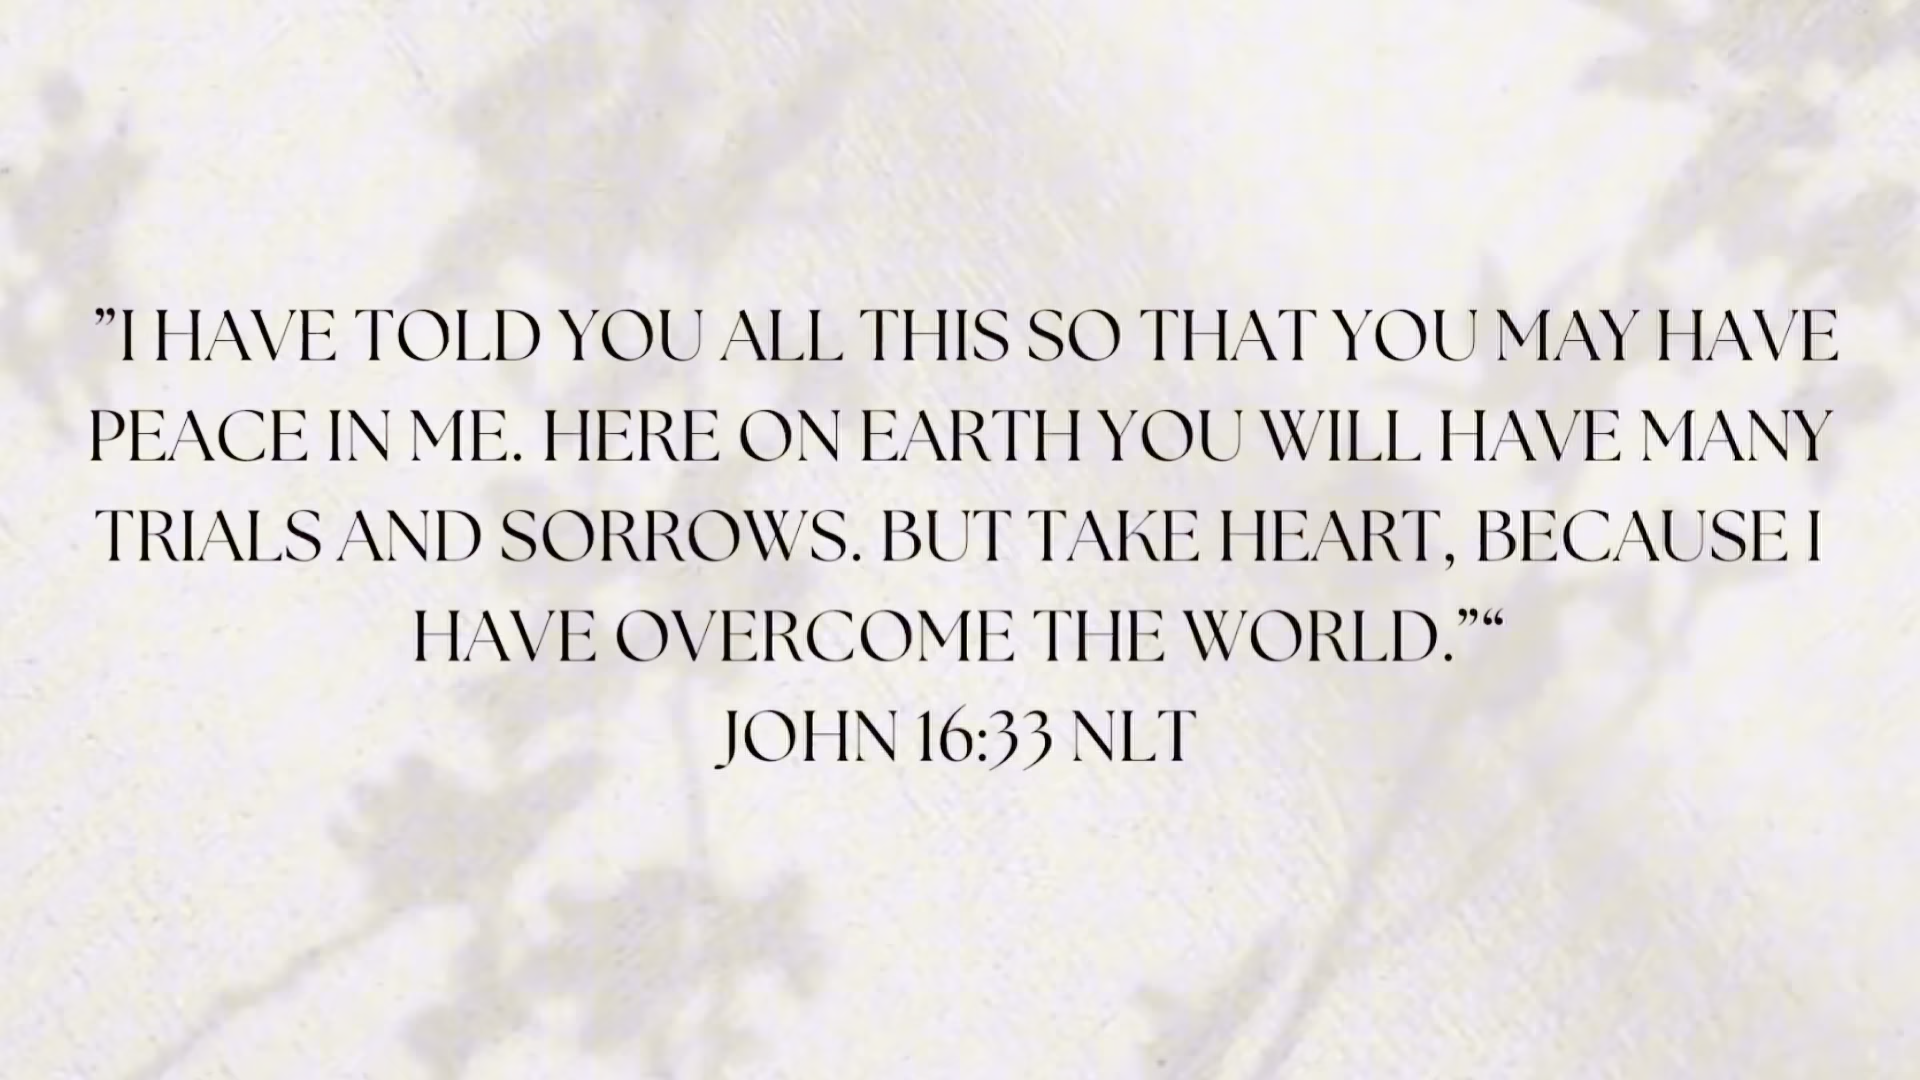 ”I HAVE TOLD YOU ALL THIS SO THAT YOU MAY HAVE
PEACE IN ME. HERE ON EARTH YOU WILL HAVE MANY
TRIALS AND SORROWS. BUT TAKE HEART, BECAUSE I
HAVE OVERCOME THE WORLD.”“
JOHN 16:33 NLT